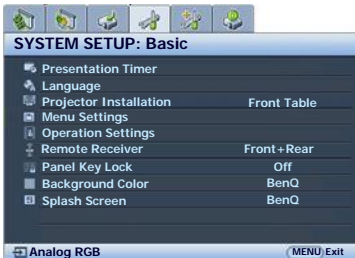 SYSTEM SETUP: Basic
Presentation Timer
Language
Projector Installation Front Table
Menu Settings
Operation Settings
Remote Receiver Front+Rear
Panel Key Lock Off
Background Color BenQ
Splash Screen BenQ
Analog RGB MENU Exit